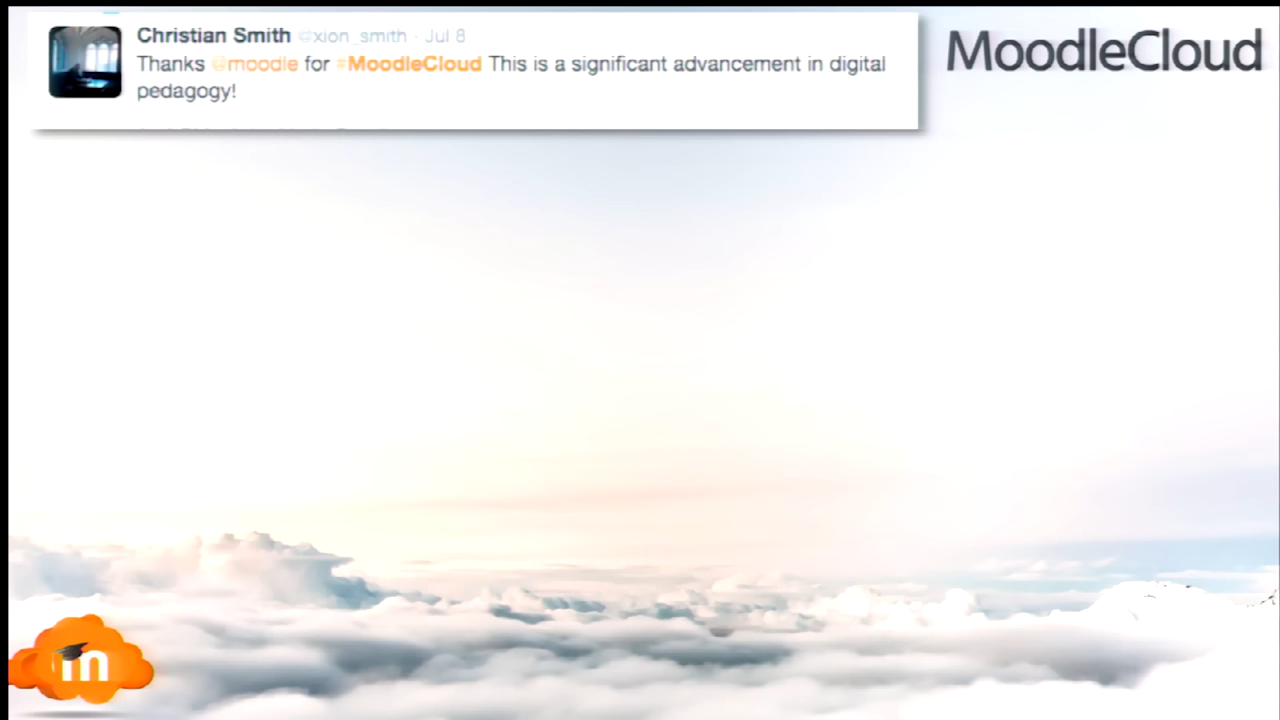 Christian Smith @xion_smith · Jul 8
Thanks @moodle for #MoodleCloud This is a significant advancement in digital
pedagogy!
MoodleCloud
m